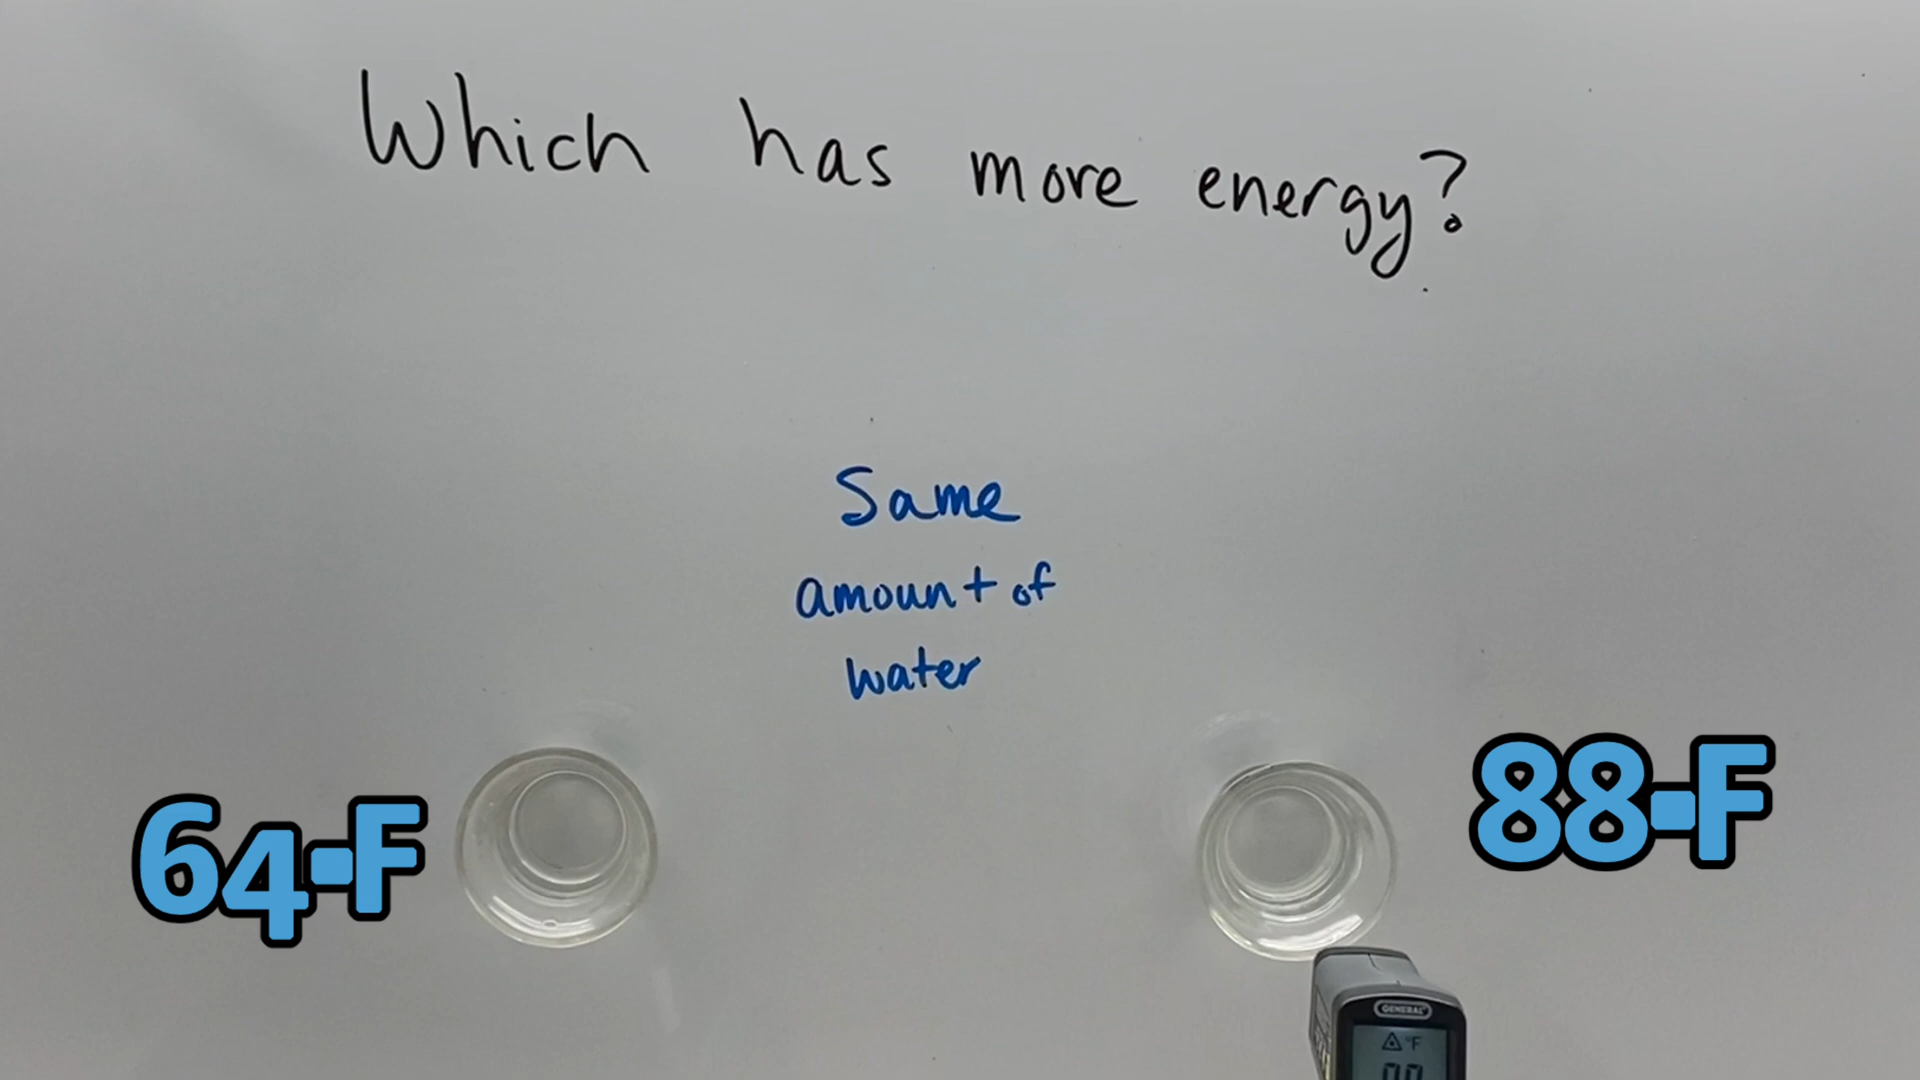 Which has more energy?
Same
amount of
water
64°F
88°F
GENERAL
°F